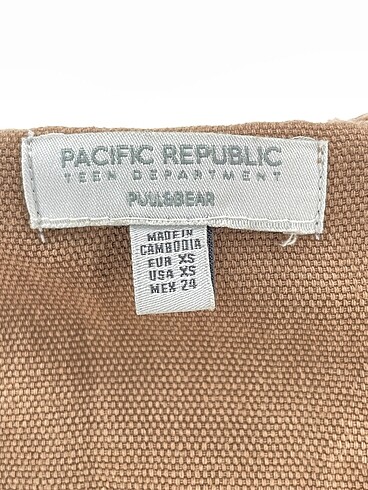 PACIFIC REPUBLIC
TEEN DEPARTMENT
PULL&BEAR
MADE IN
CAMBODIA
EUR XS
USA XS
MEX 24